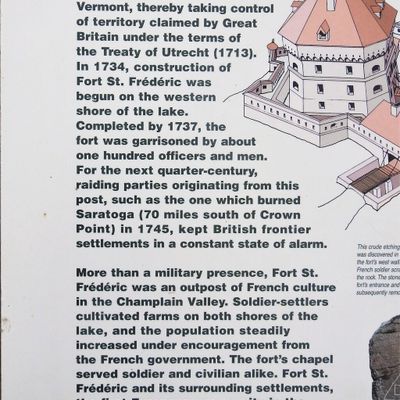 Vermont, thereby taking control
of territory claimed by Great
Britain under the terms of
the Treaty of Utrecht (1713).
In 1734, construction of
Fort St. Frédéric was
begun on the western
shore of the lake.
Completed by 1737, the
fort was garrisoned by about
one hundred officers and men.
For the next quarter-century,
raiding parties originating from this
post, such as the one which burned
Saratoga (70 miles south of Crown
Point) in 1745, kept British frontier
settlements in a constant state of alarm.
More than a military presence, Fort St.
Frédéric was an outpost of French culture
in the Champlain Valley. Soldier-settlers
cultivated farms on both shores of the
lake, and the population steadily
increased under encouragement from
the French government. The fort's chapel
served soldier and civilian alike. Fort St.
Frédéric and its surrounding settlements,
This crude etching
was discovered in
the fort's west wall
French soldier
the rock. The
fort's entrance and
subsequently